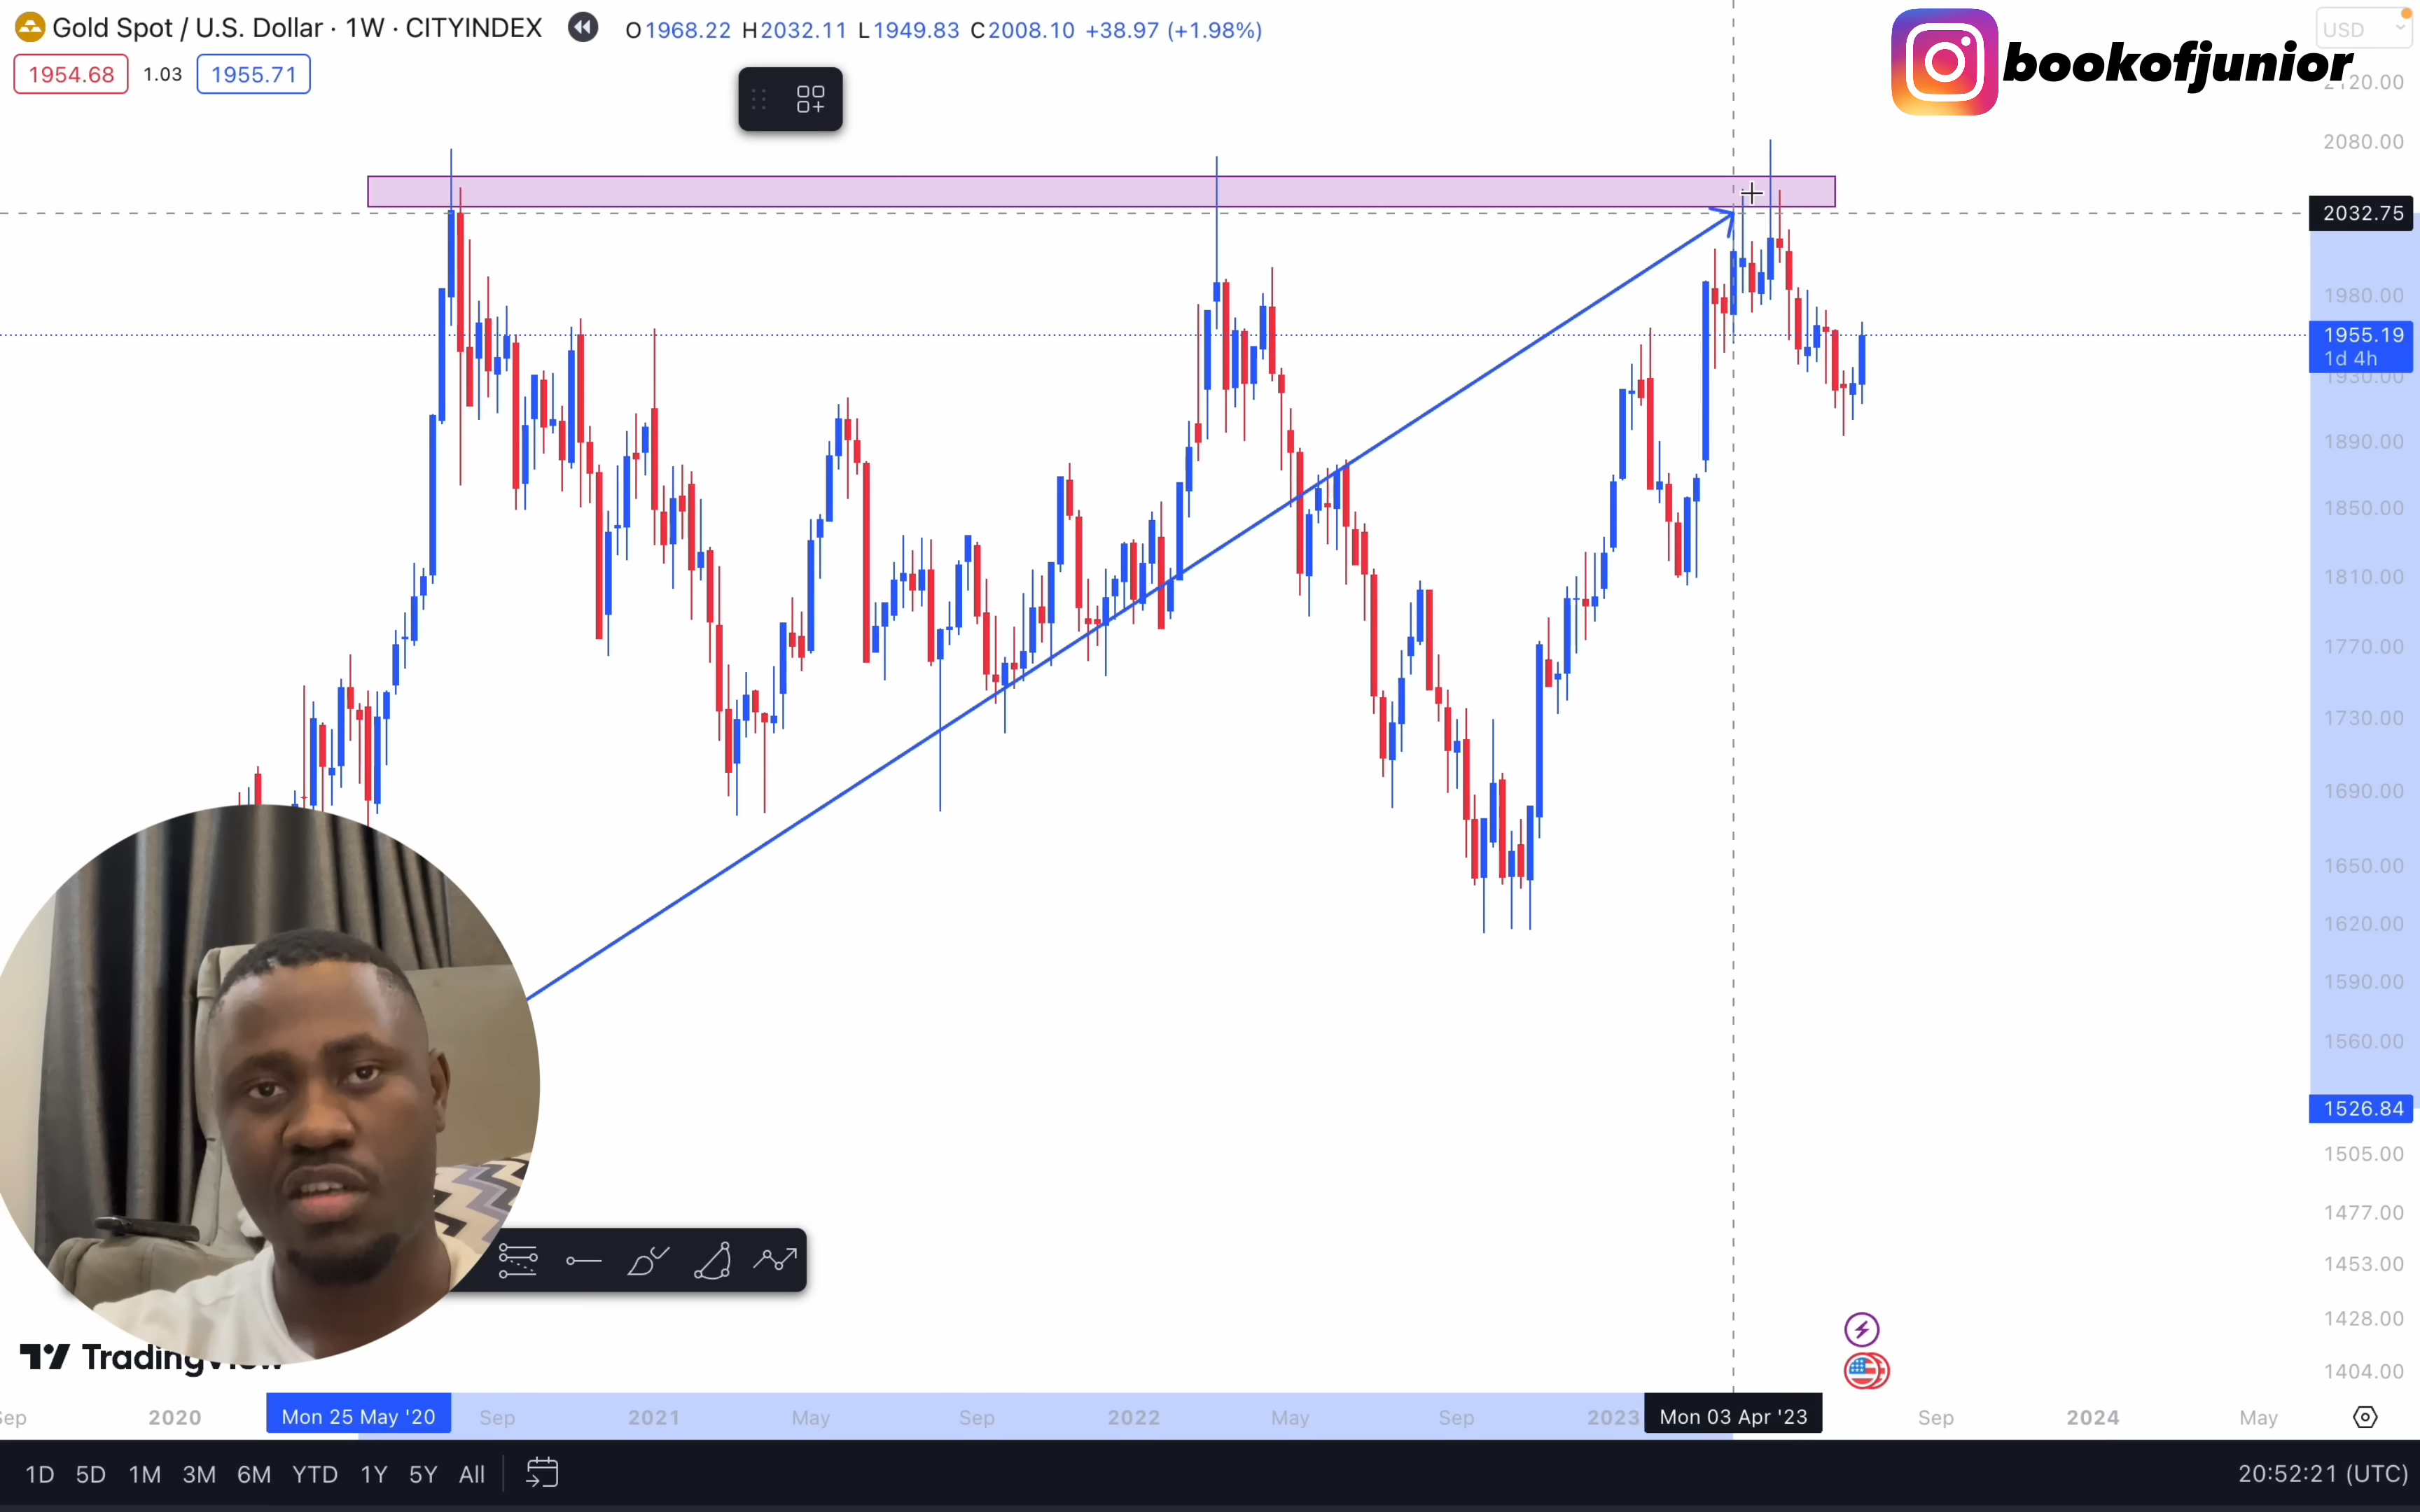 Gold Spot / U.S. Dollar · 1W · CITYINDEX O1968.22 H2032.11 L1949.83 C2008.10 +38.97 (+1.98%)
1954.68 1.03 1955.71
bookofjunior
USD
2120.00
2080.00
2032.75
1980.00
1955.19
1d 4h
1930.00
1890.00
1850.00
1810.00
1770.00
1730.00
1690.00
1650.00
1620.00
1590.00
1560.00
1526.84
1505.00
1477.00
1453.00
1428.00
1404.00
TradingView
Sep 2020 Mon 25 May '20 Sep 2021 May Sep 2022 May Sep 2023 Mon 03 Apr '23 Sep 2024 May
1D 5D 1M 3M 6M YTD 1Y 5Y All 20:52:21 (UTC)